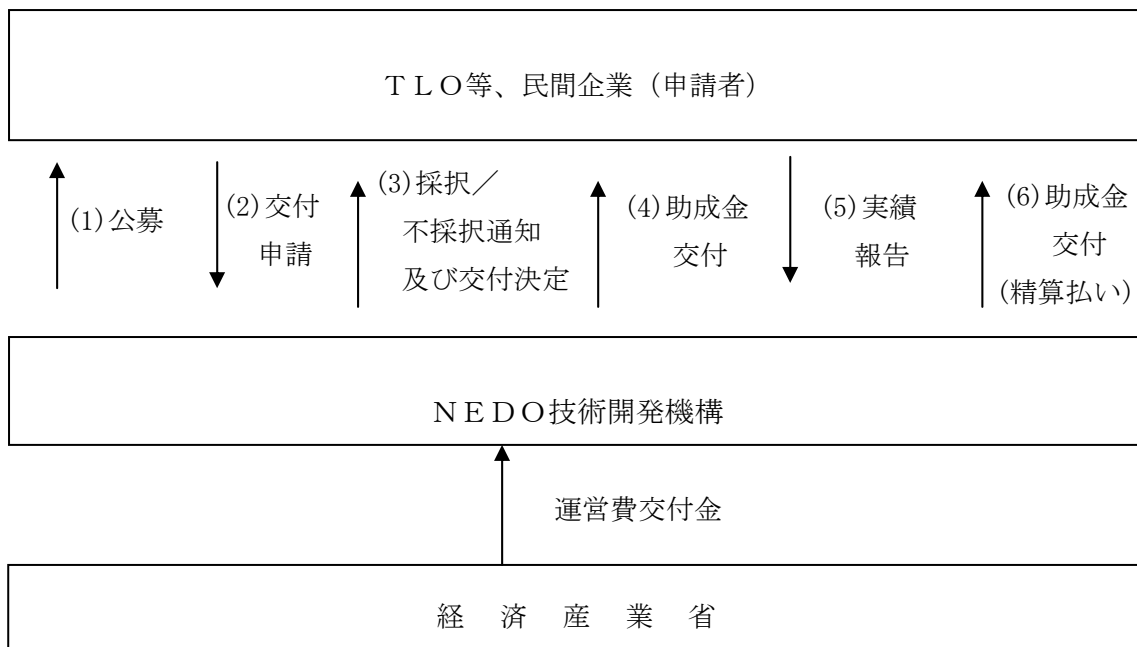 ＴＬＯ等、民間企業（申請者）
(1)公募
(2)交付
申請
(3)採択／
不採択通知
及び交付決定
(4)助成金
交付
(5)実績
報告
(6)助成金
交付
(精算払い)
ＮＥＤＯ技術開発機構
運営費交付金
経　済　産　業　省